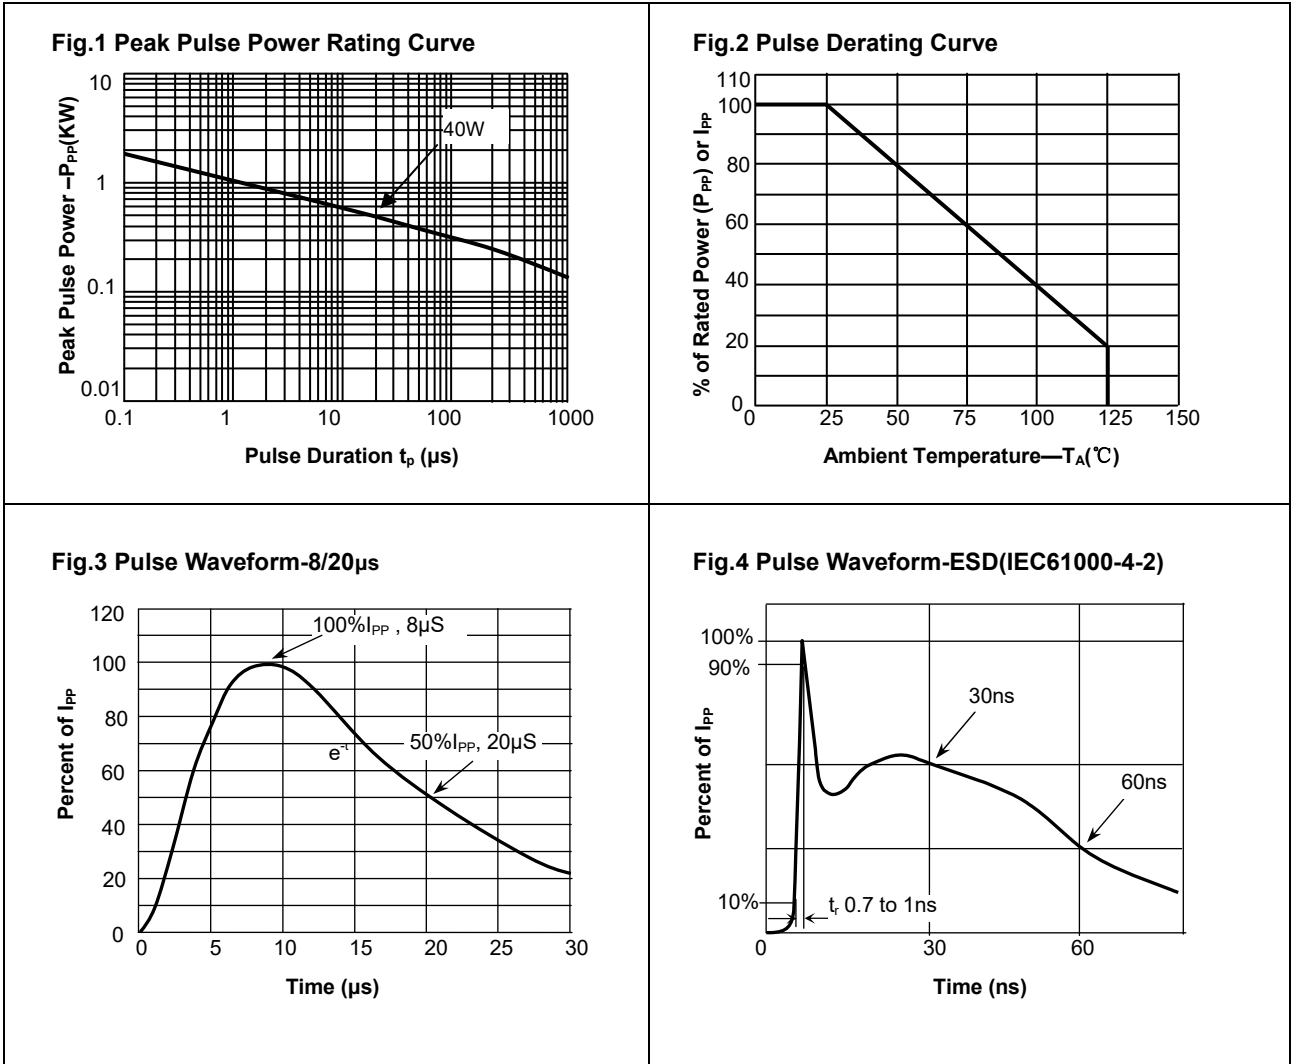 Fig.1 Peak Pulse Power Rating Curve
Peak Pulse Power –PPP(KW)
10
1
0.1
0.01
40W
0.1 1 10 100 1000
Pulse Duration tp (µs)
Fig.2 Pulse Derating Curve
% of Rated Power (PPP) or IPP
110
100
80
60
40
20
0
0 25 50 75 100 125 150
Ambient Temperature—TA(℃)
Fig.3 Pulse Waveform-8/20µs
Percent of IPP
120
100
80
60
40
20
0
100%IPP , 8µS
e-t
50%IPP, 20µS
0 5 10 15 20 25 30
Time (µs)
Fig.4 Pulse Waveform-ESD(IEC61000-4-2)
Percent of IPP
100%
90%
10%
30ns
60ns
tr 0.7 to 1ns
0 30 60
Time (ns)